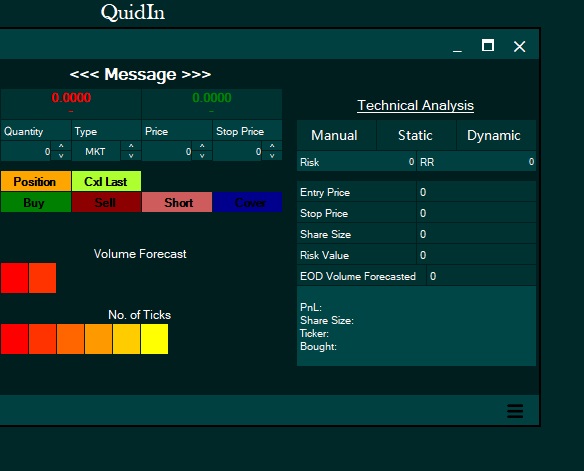 QuidIn
<<< Message >>>
0.0000 0.0000
- -
Quantity Type Price Stop Price
0 MKT 0 0
Position Cxl Last
Buy Sell Short Cover
Volume Forecast
No. of Ticks
Technical Analysis
Manual Static Dynamic
Risk 0 RR 0
Entry Price 0
Stop Price 0
Share Size 0
Risk Value 0
EOD Volume Forecasted 0
PnL:
Share Size:
Ticker:
Bought: